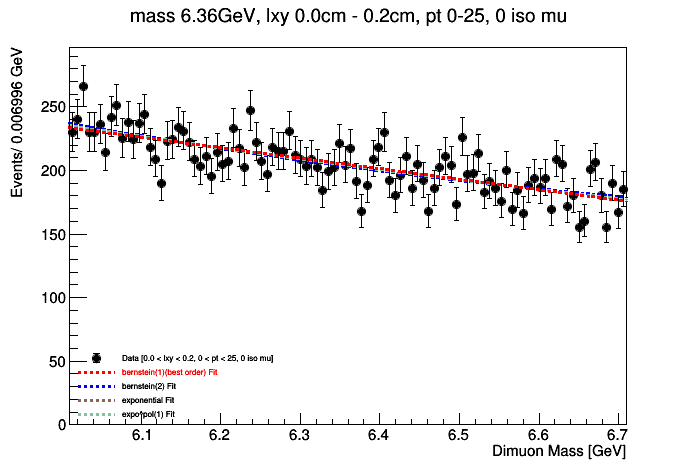 mass 6.36GeV, lxy 0.0cm - 0.2cm, pt 0-25, 0 iso mu
Events/ 0.006996 GeV
250
200
150
100
50
0
Data [0.0 < lxy < 0.2, 0 < pt < 25, 0 iso mu]
bernstein(1)(best order) Fit
bernstein(2) Fit
exponential Fit
expo*pol(1) Fit
6.1 6.2 6.3 6.4 6.5 6.6 6.7
Dimuon Mass [GeV]